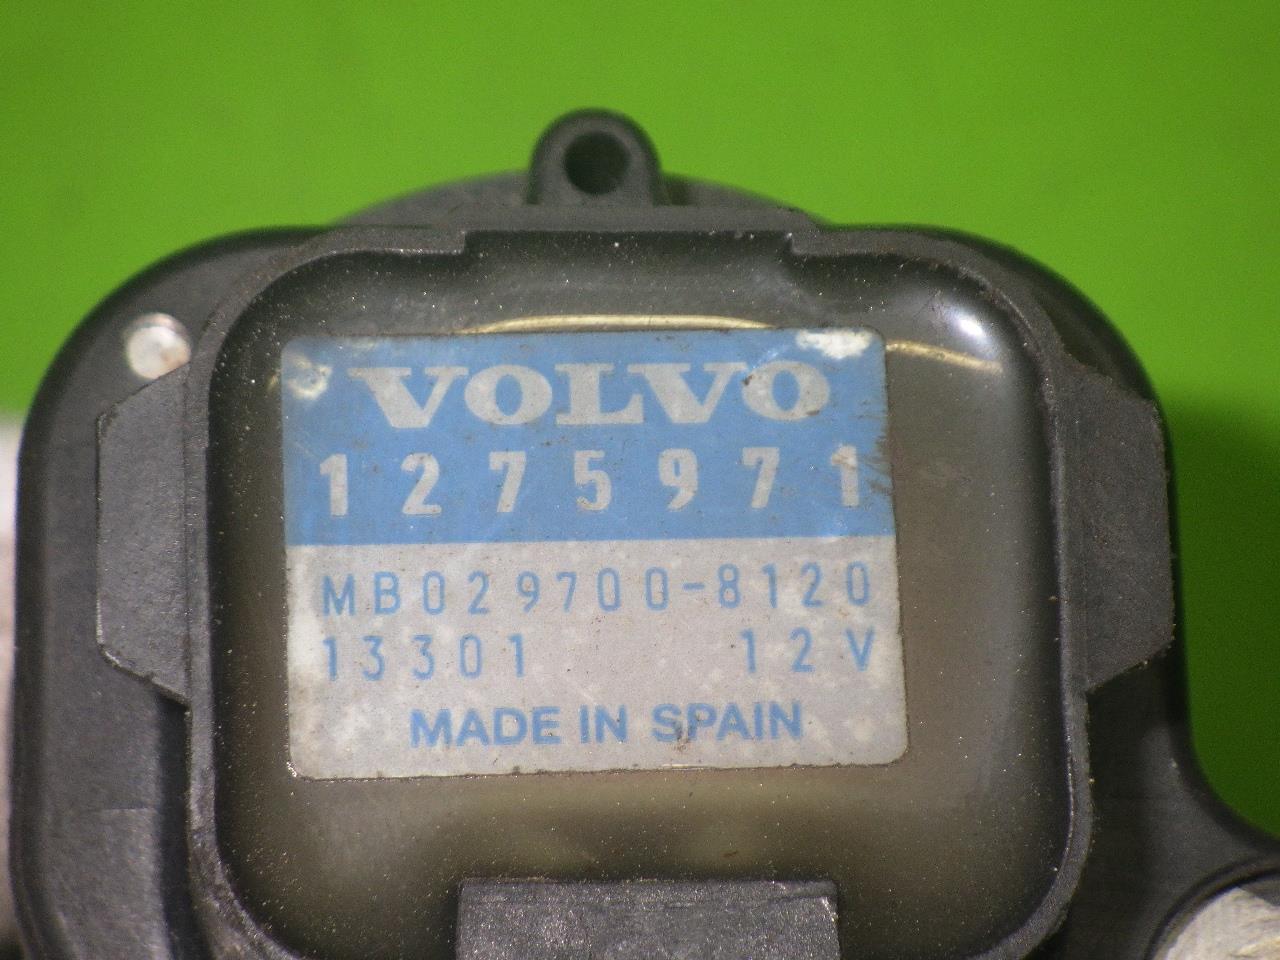 VOLVO
1275971
MB029700-8120
13301 12V
MADE IN SPAIN